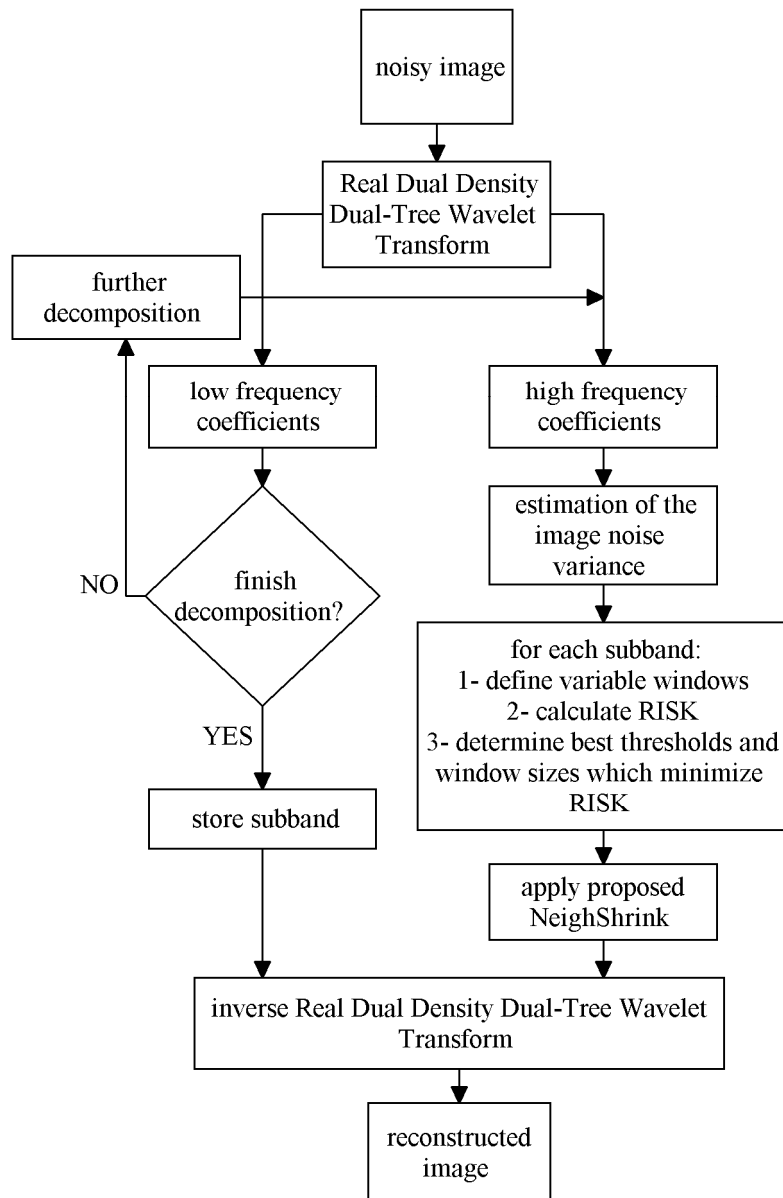 noisy image
Real Dual Density
Dual-Tree Wavelet
Transform
further
decomposition
low frequency
coefficients
high frequency
coefficients
estimation of the
image noise
variance
NO
finish
decomposition?
for each subband:
1- define variable windows
2- calculate RISK
3- determine best thresholds and
window sizes which minimize
RISK
YES
store subband
apply proposed
NeighShrink
inverse Real Dual Density Dual-Tree Wavelet
Transform
reconstructed
image